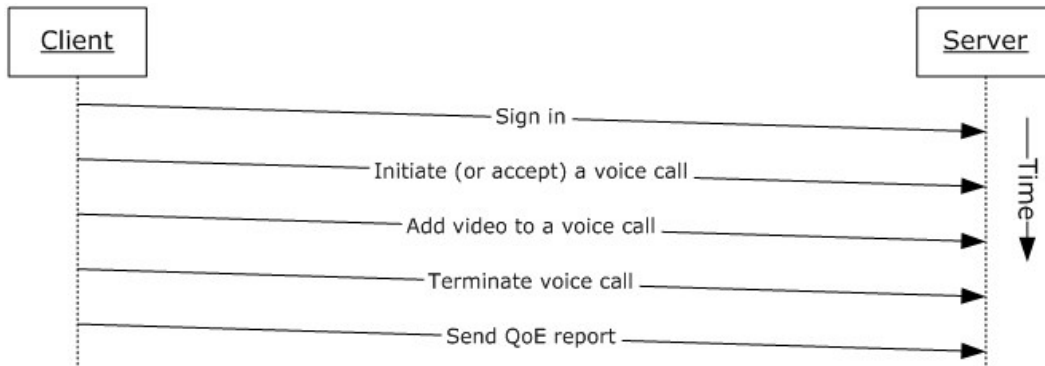 Client
Server
Sign in
Initiate (or accept) a voice call
Add video to a voice call
Terminate voice call
Send QoE report
Time